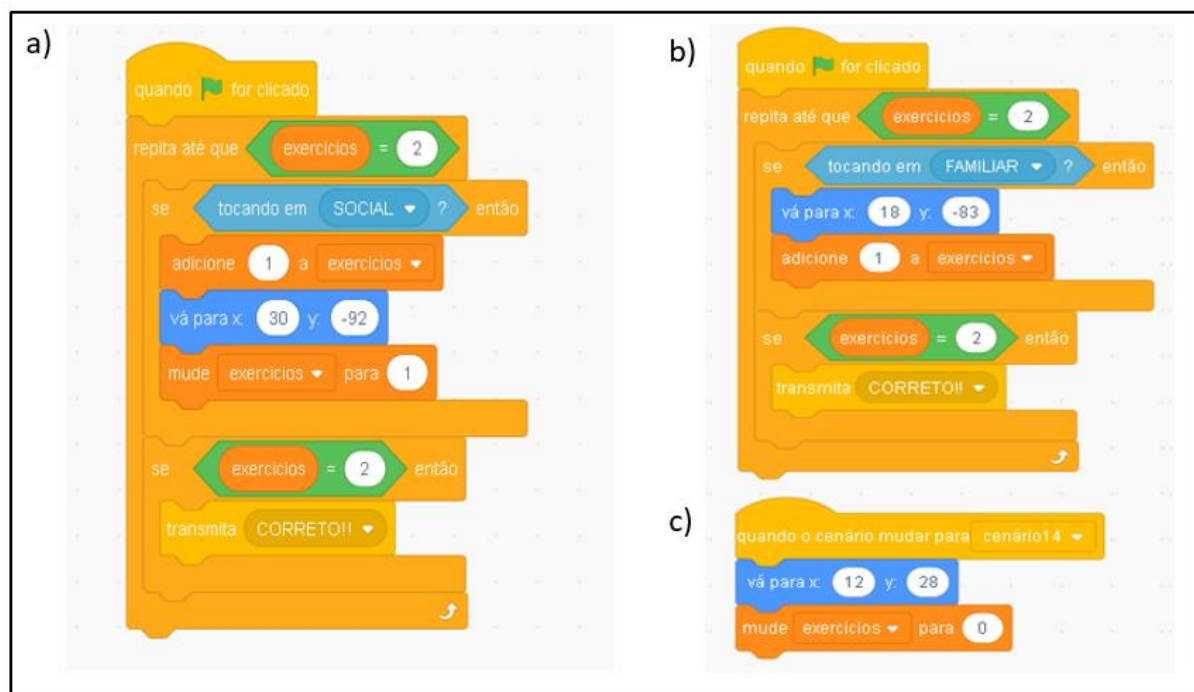 a)
quando for clicado
repita até que exercicios = 2
se tocando em SOCIAL ? então
adicione 1 a exercicios
vá para x: 30 y: -92
mude exercicios para 1
se exercicios = 2 então
transmita CORRETO!!
b)
quando for clicado
repita até que exercicios = 2
se tocando em FAMILIAR ? então
vá para x: 18 y: -83
adicione 1 a exercicios
se exercicios = 2 então
transmita CORRETO!!
c)
quando o cenário mudar para cenário14
vá para x: 12 y: 28
mude exercicios para 0